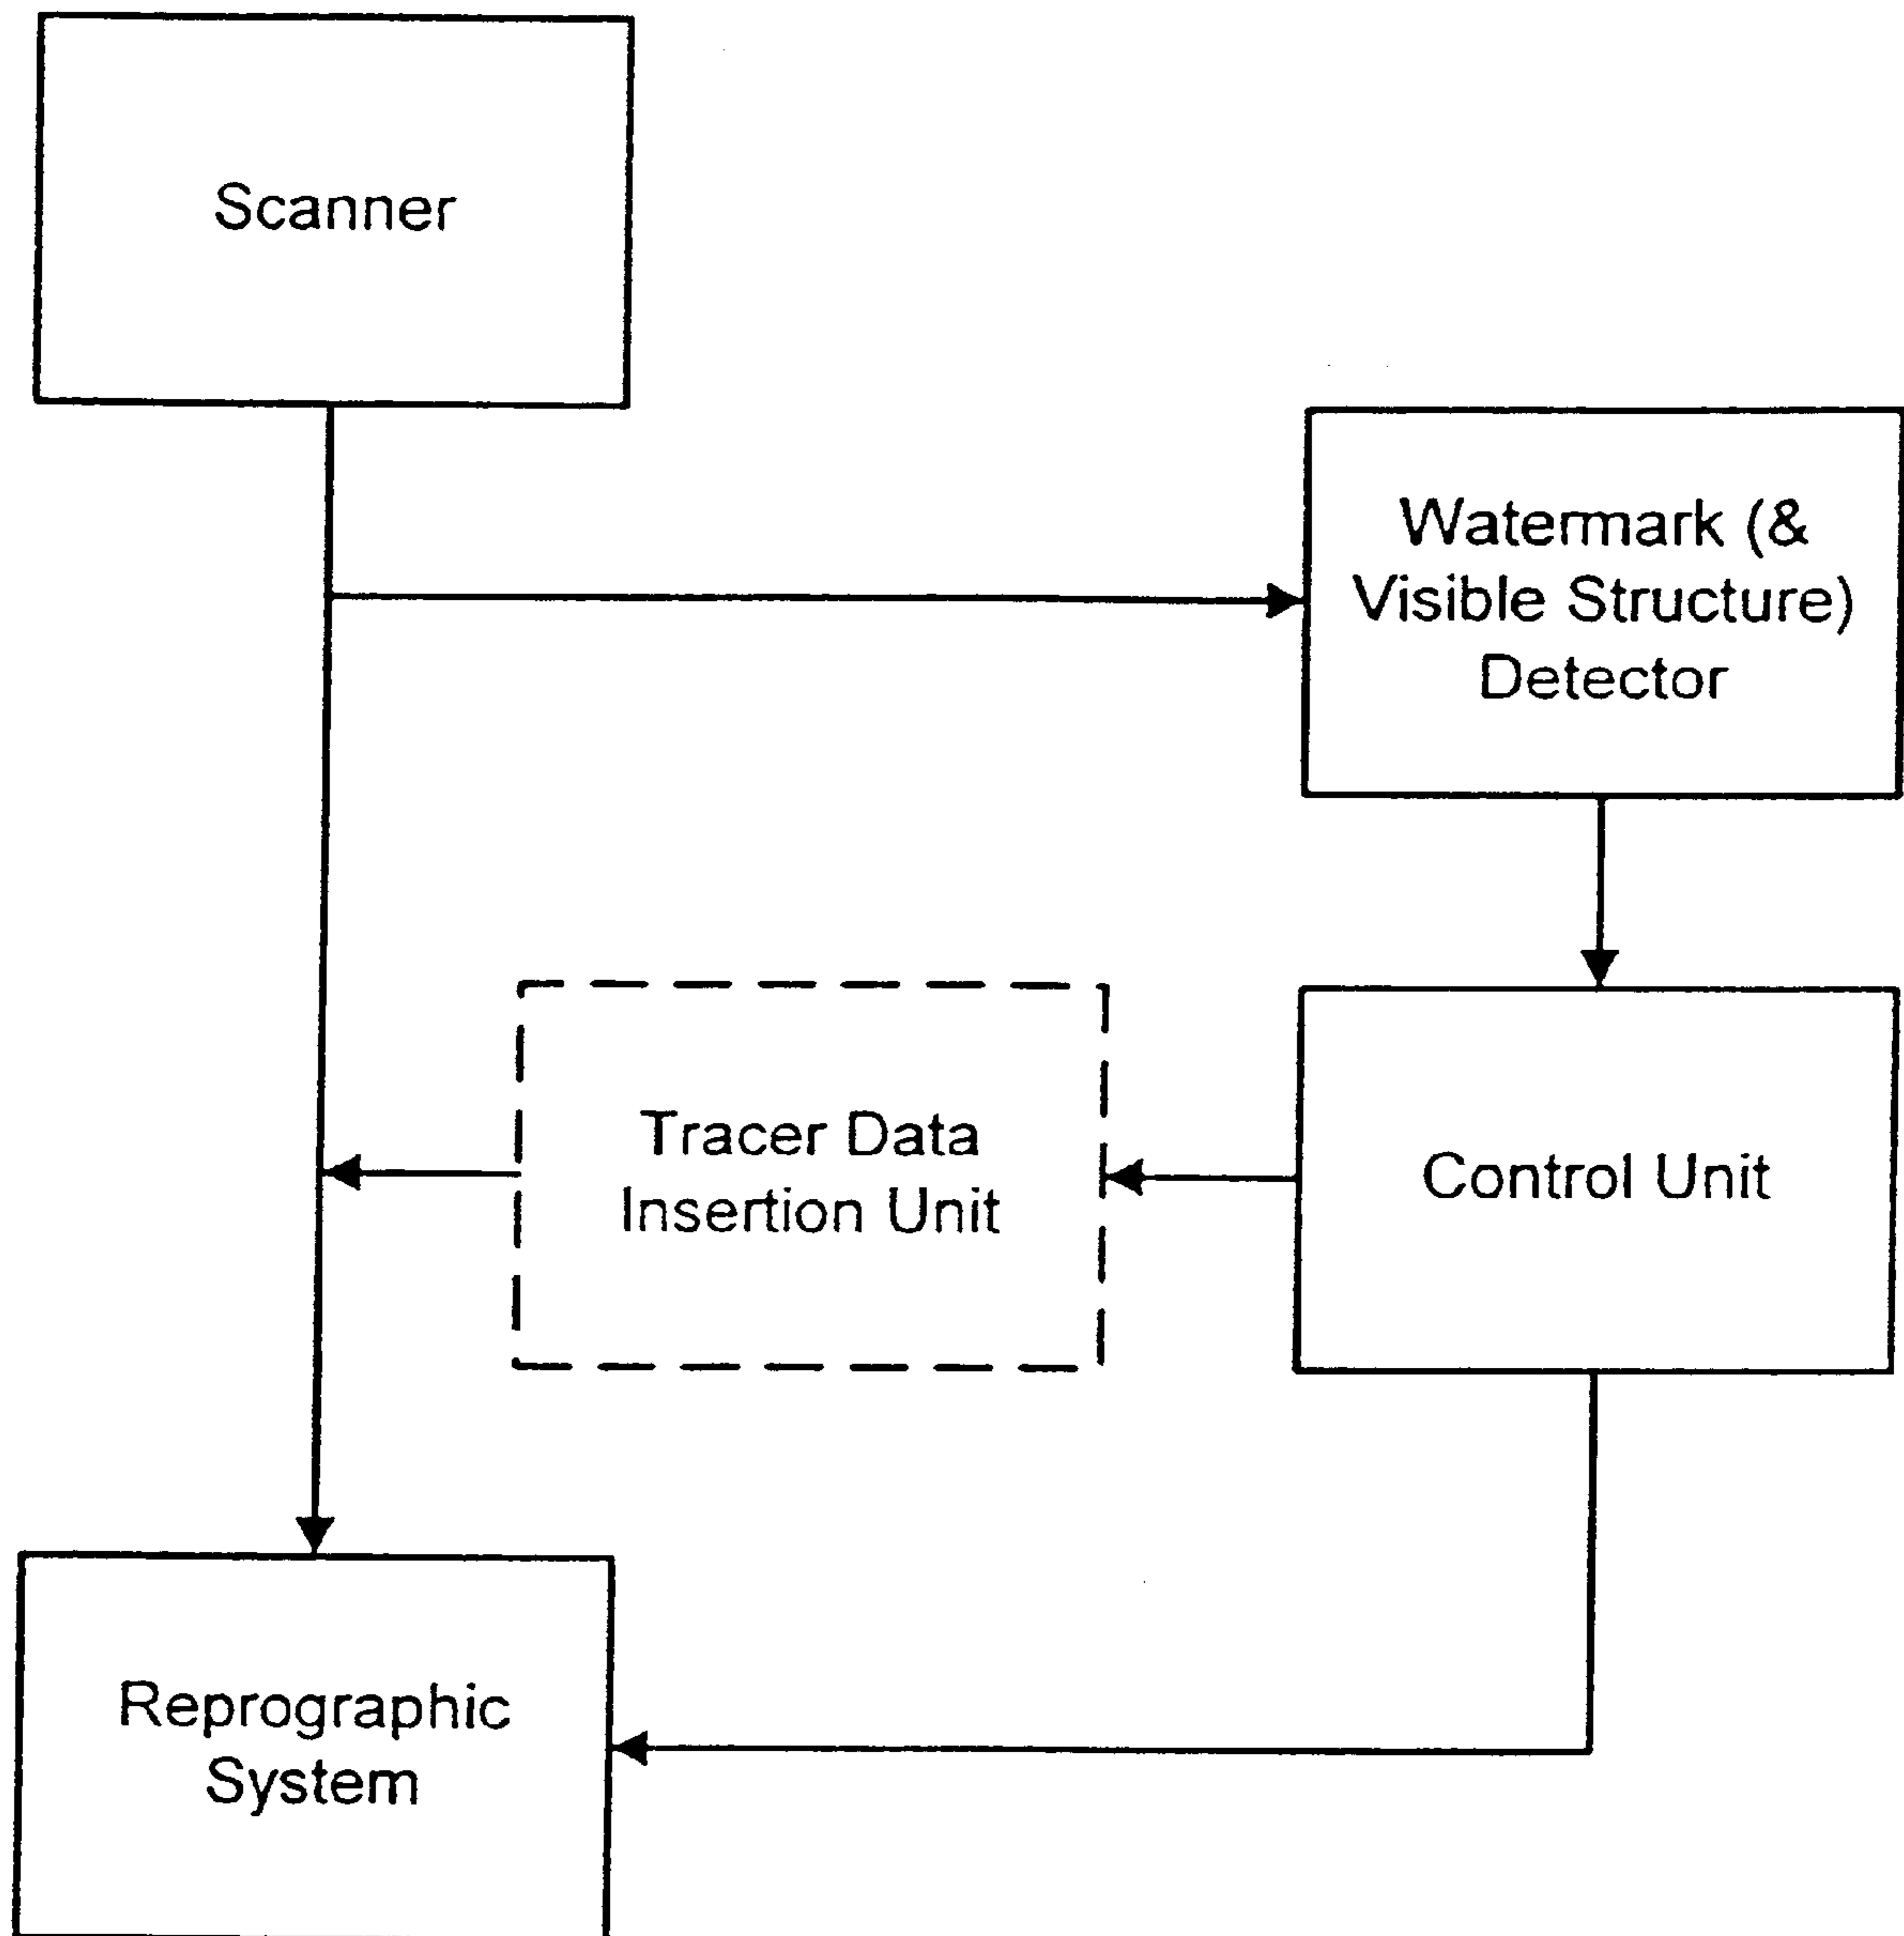 Scanner
Watermark (&
Visible Structure)
Detector
Tracer Data
Insertion Unit
Control Unit
Reprographic
System